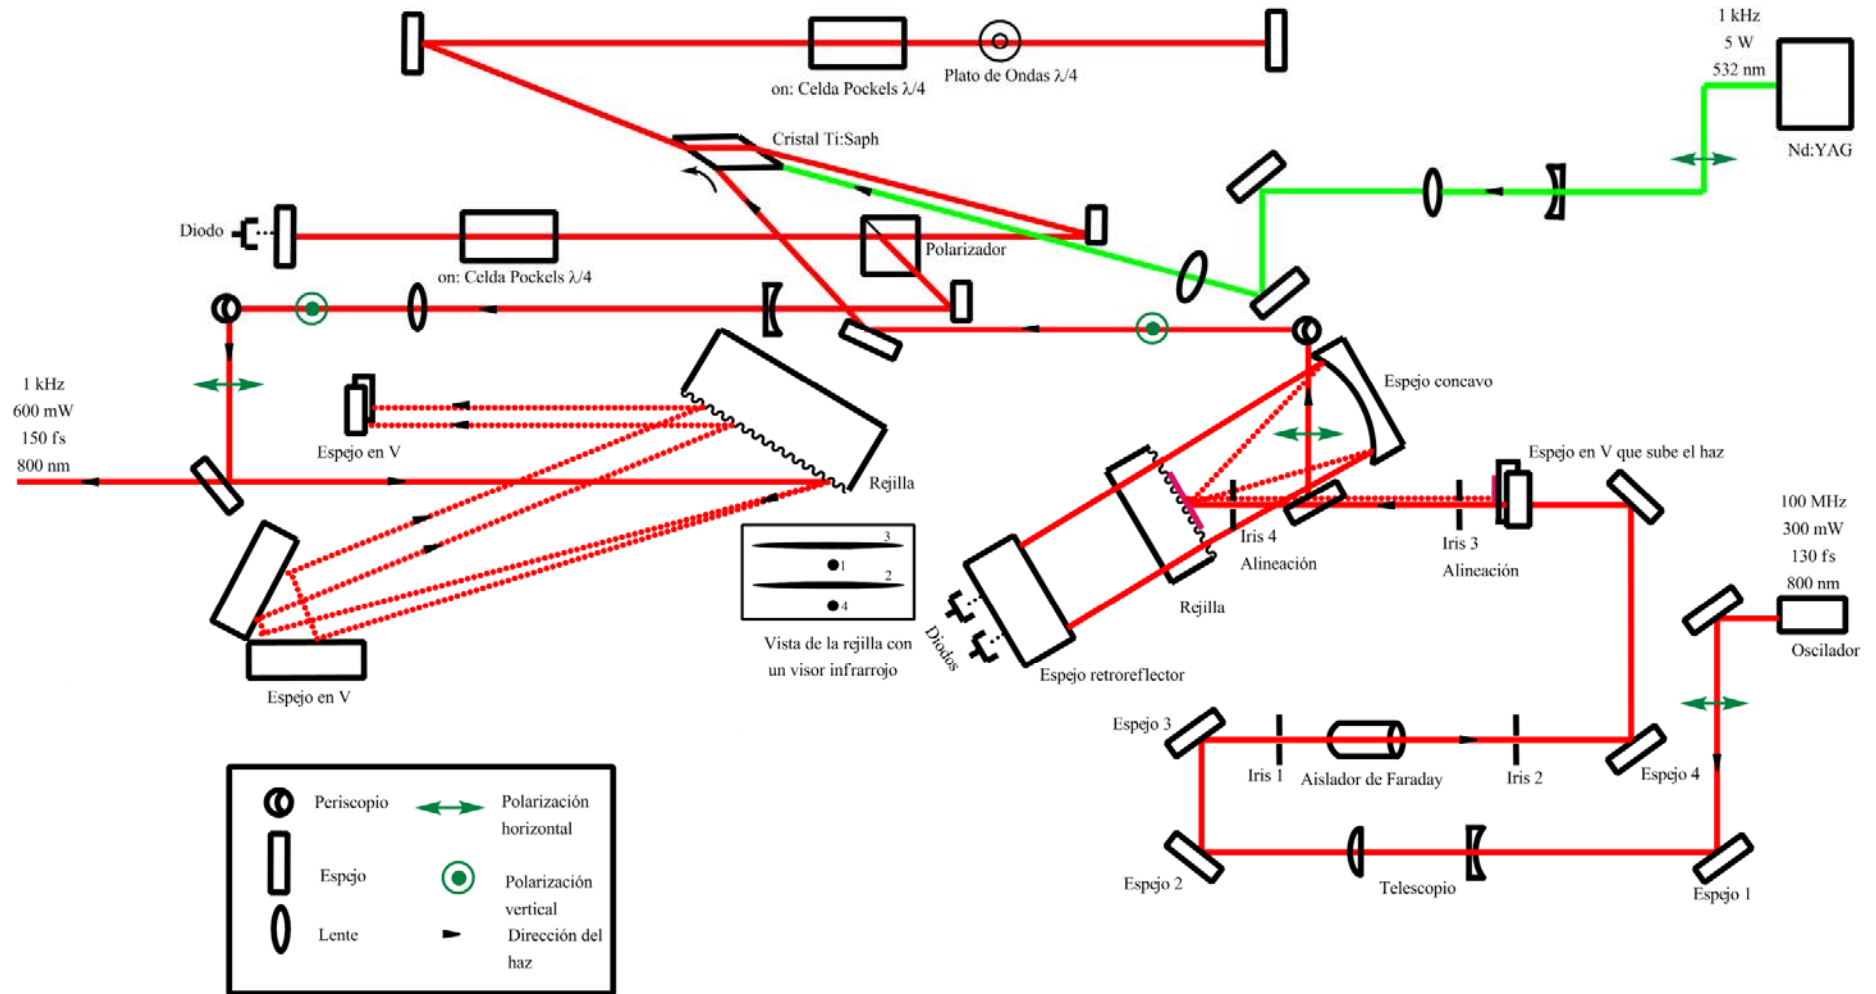 on: Celda Pockels λ/4
Plato de Ondas λ/4
1 kHz
5 W
532 nm
Nd:YAG
Cristal Ti:Saph
Diodo
on: Celda Pockels λ/4
Polarizador
1 kHz
600 mW
150 fs
800 nm
Espejo en V
Rejilla
Espejo en V
3
1
2
4
Vista de la rejilla con
un visor infrarrojo
Espejo concavo
Espejo en V que sube el haz
Iris 4
Alineación
Iris 3
Alineación
Rejilla
Diodos
Espejo retroreflector
100 MHz
300 mW
130 fs
800 nm
Oscilador
Espejo 3
Iris 1
Aislador de Faraday
Iris 2
Espejo 4
Espejo 2
Telescopio
Espejo 1
Periscopio
Polarización
horizontal
Espejo
Polarización
vertical
Lente
Dirección del
haz